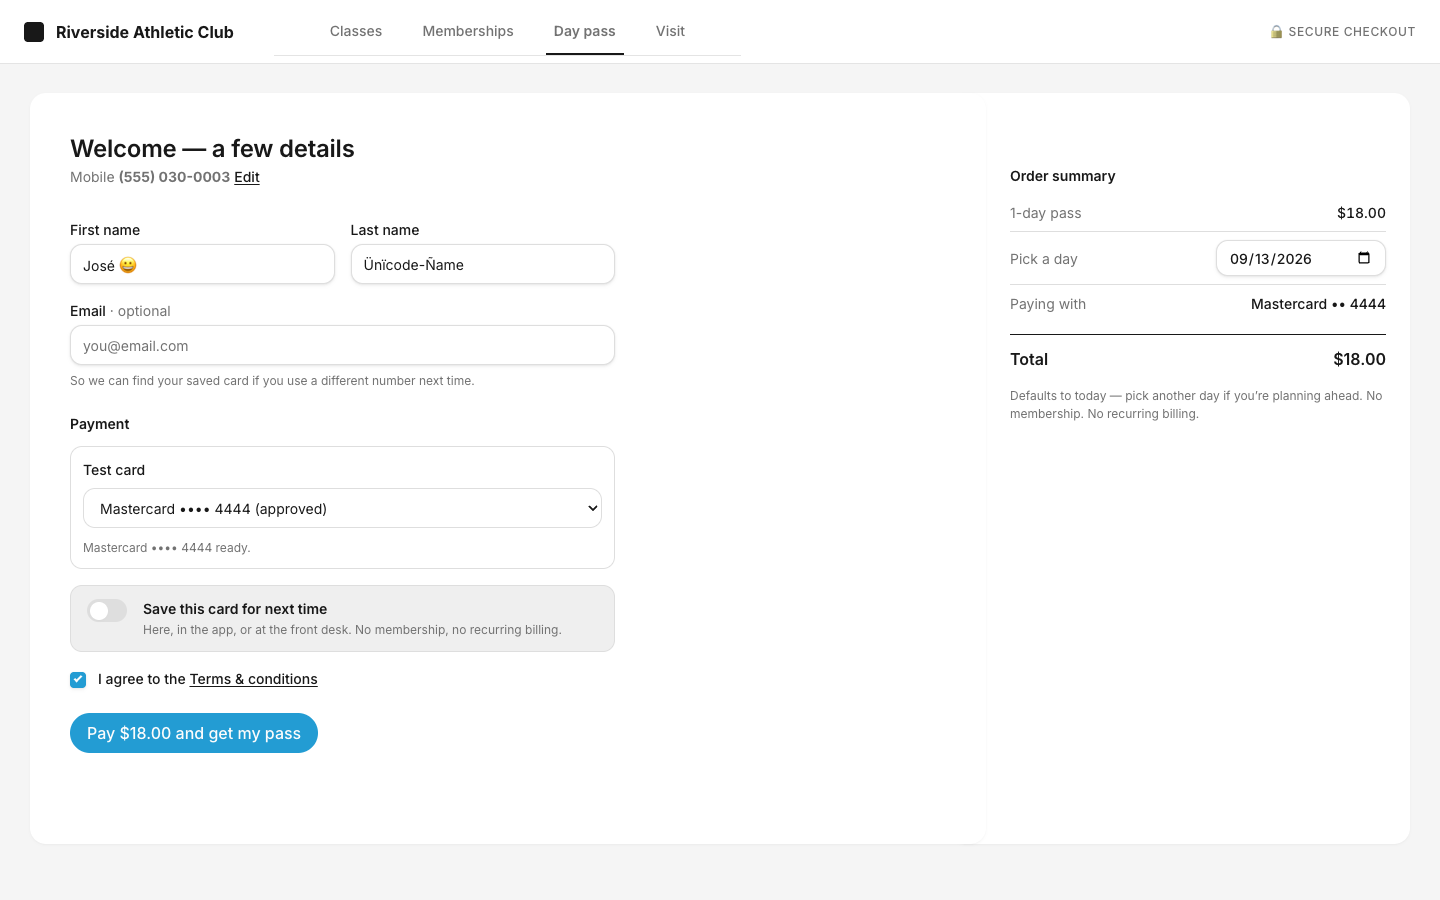 Riverside Athletic Club
Classes
Memberships
Day pass
Visit
🔒 SECURE CHECKOUT
Welcome — a few details
Mobile (555) 030-0003 Edit
First name
Last name
José 😀
Ünïcode-Ñame
Email · optional
you@email.com
So we can find your saved card if you use a different number next time.
Payment
Test card
Mastercard •••• 4444 (approved)
Mastercard •••• 4444 ready.
Save this card for next time
Here, in the app, or at the front desk. No membership, no recurring billing.
I agree to the Terms & conditions
Pay $18.00 and get my pass
Order summary
1-day pass $18.00
Pick a day 09/13/2026
Paying with Mastercard •• 4444
Total $18.00
Defaults to today — pick another day if you’re planning ahead. No
membership. No recurring billing.